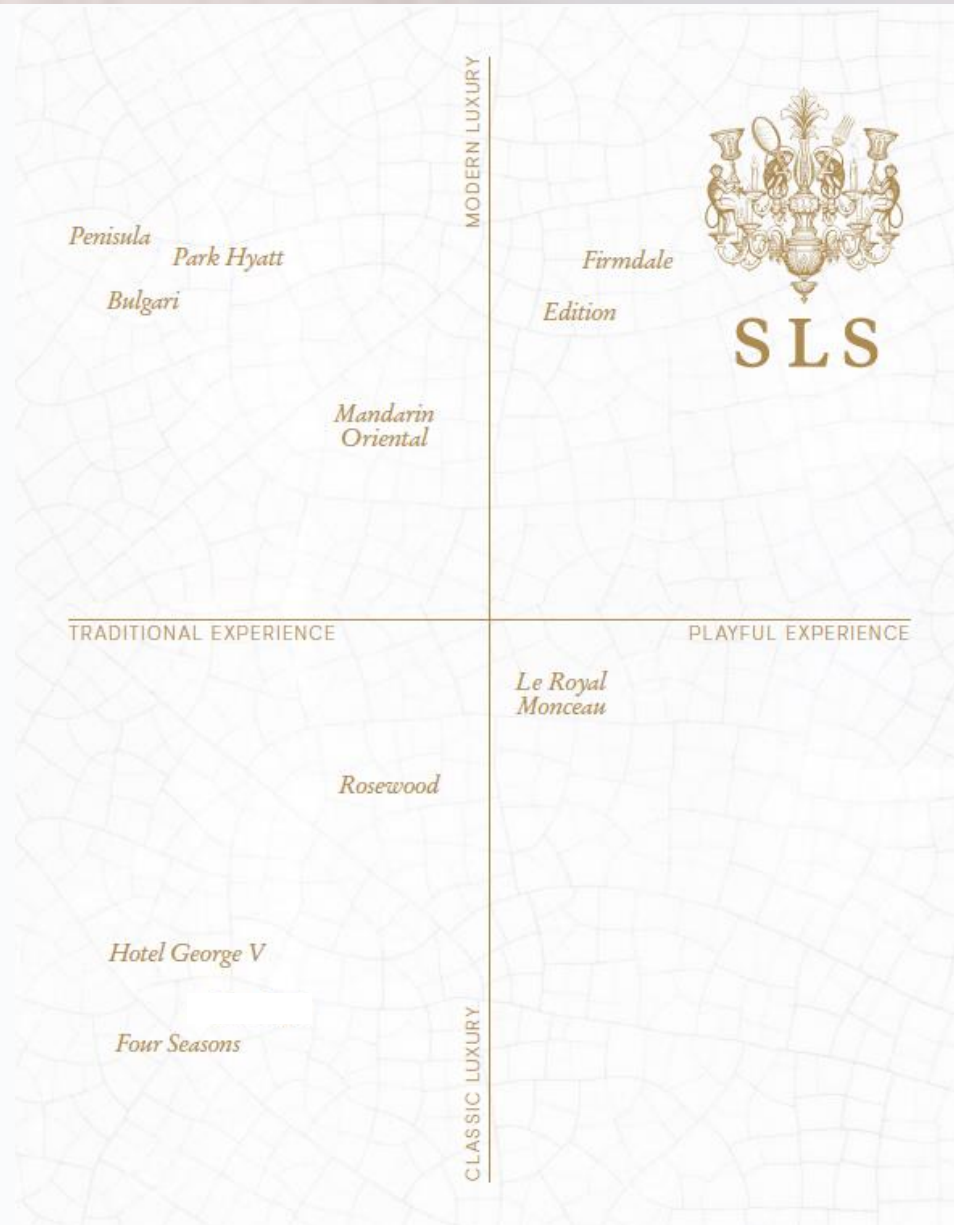 MODERN LUXURY
Penisula
Park Hyatt
Firmdale
Bulgari
Edition
SLS
Mandarin
Oriental
TRADITIONAL EXPERIENCE
PLAYFUL EXPERIENCE
Le Royal
Monceau
Rosewood
Hotel George V
Four Seasons
CLASSIC LUXURY